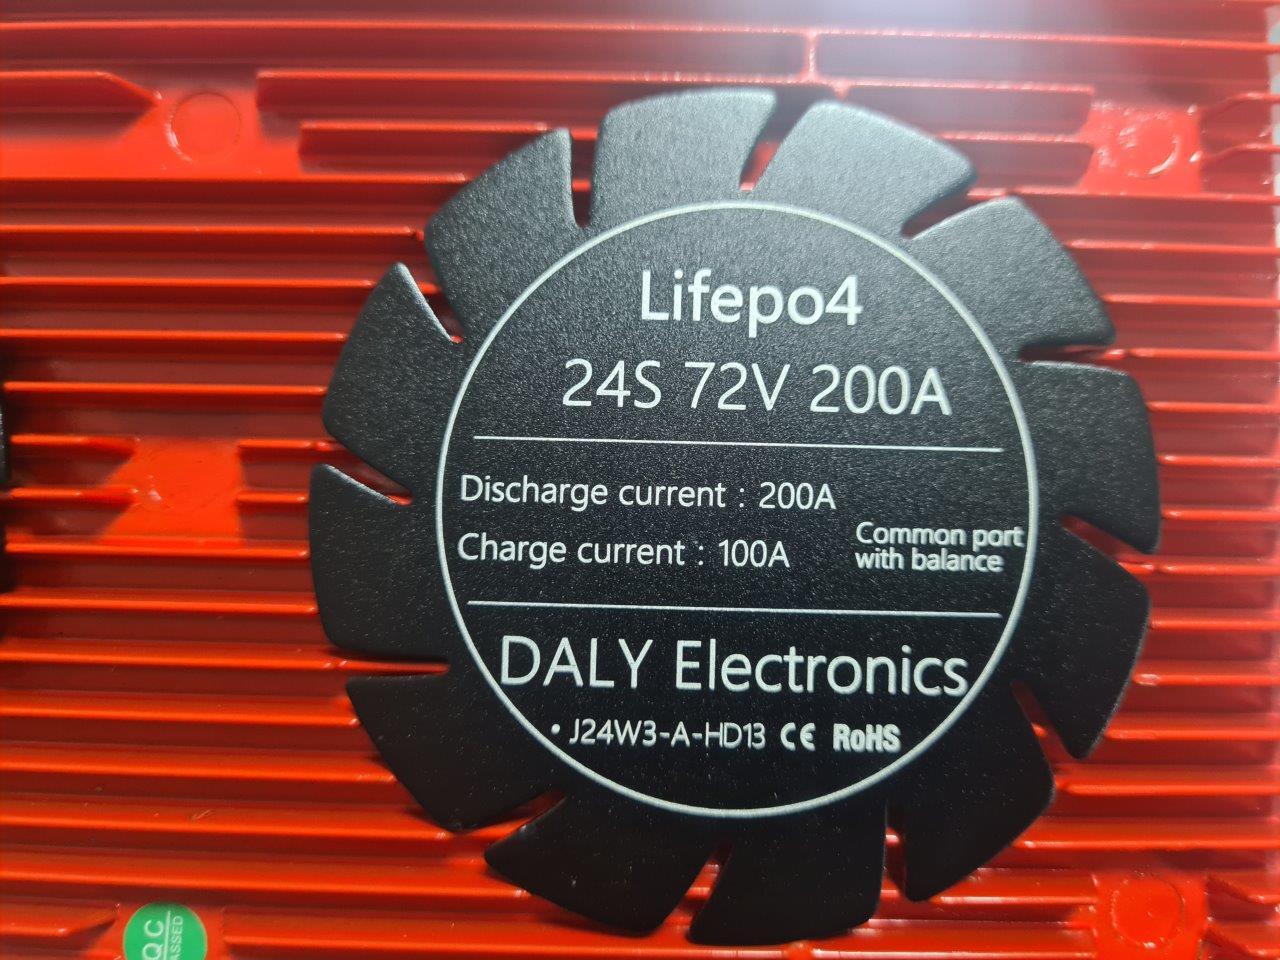 Lifepo4
24S 72V 200A
Discharge current : 200A
Charge current : 100A
Common port
with balance
DALY Electronics
• J24W3-A-HD13 CE RoHS
QC